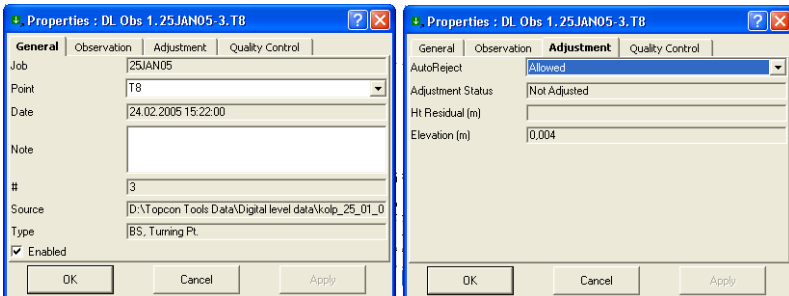 Properties : DL Obs 1.25JAN05-3.T8
General Observation Adjustment Quality Control
Job 25JAN05
Point T8
Date 24.02.2005 15:22:00
Note
# 3
Source D:\Topcon Tools Data\Digital level data\kolp_25_01_0
Type BS, Turning Pt.
Enabled
OK Cancel Apply
Properties : DL Obs 1.25JAN05-3.T8
General Observation Adjustment Quality Control
AutoReject Allowed
Adjustment Status Not Adjusted
Ht Residual (m)
Elevation (m) 0,004
OK Cancel Apply